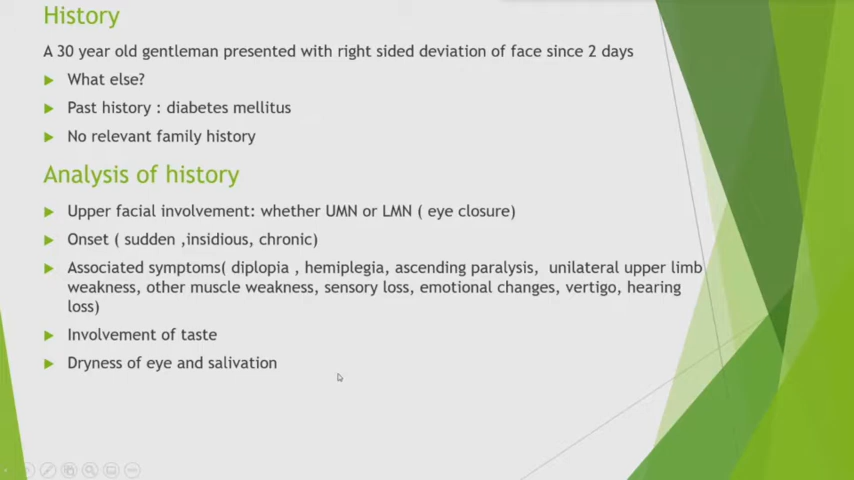 History
A 30 year old gentleman presented with right sided deviation of face since 2 days
What else?
Past history : diabetes mellitus
No relevant family history
Analysis of history
Upper facial involvement: whether UMN or LMN ( eye closure)
Onset ( sudden ,insidious, chronic)
Associated symptoms( diplopia , hemiplegia, ascending paralysis, unilateral upper limb
weakness, other muscle weakness, sensory loss, emotional changes, vertigo, hearing
loss)
Involvement of taste
Dryness of eye and salivation